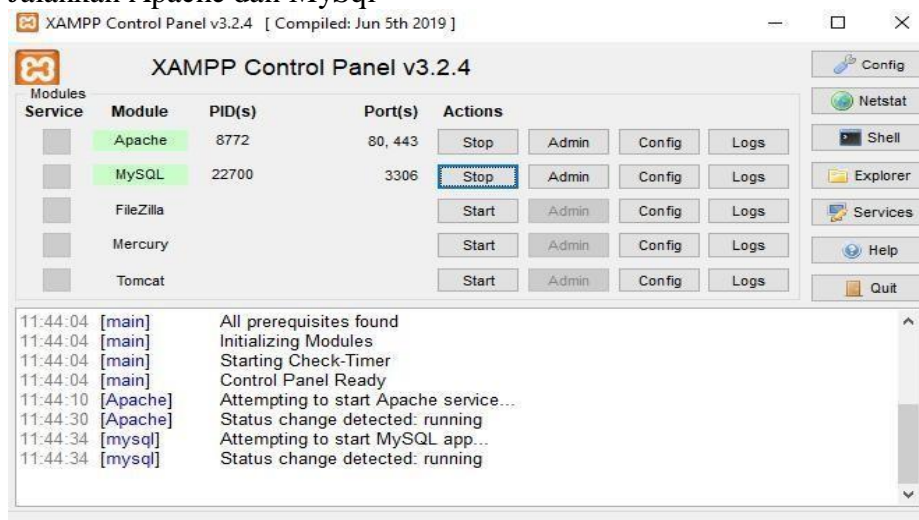 Jalankan Apache dan MySql
XAMPP Control Panel v3.2.4 [ Compiled: Jun 5th 2019 ]
XAMPP Control Panel v3.2.4
Config
Modules
Service Module PID(s) Port(s) Actions
Netstat
Apache 8772 80, 443 Stop Admin Config Logs
Shell
MySQL 22700 3306 Stop Admin Config Logs
Explorer
FileZilla Start Admin Config Logs
Services
Mercury Start Admin Config Logs
Help
Tomcat Start Admin Config Logs
Quit
11:44:04 [main] All prerequisites found
11:44:04 [main] Initializing Modules
11:44:04 [main] Starting Check-Timer
11:44:04 [main] Control Panel Ready
11:44:10 [Apache] Attempting to start Apache service...
11:44:30 [Apache] Status change detected: running
11:44:34 [mysql] Attempting to start MySQL app...
11:44:34 [mysql] Status change detected: running